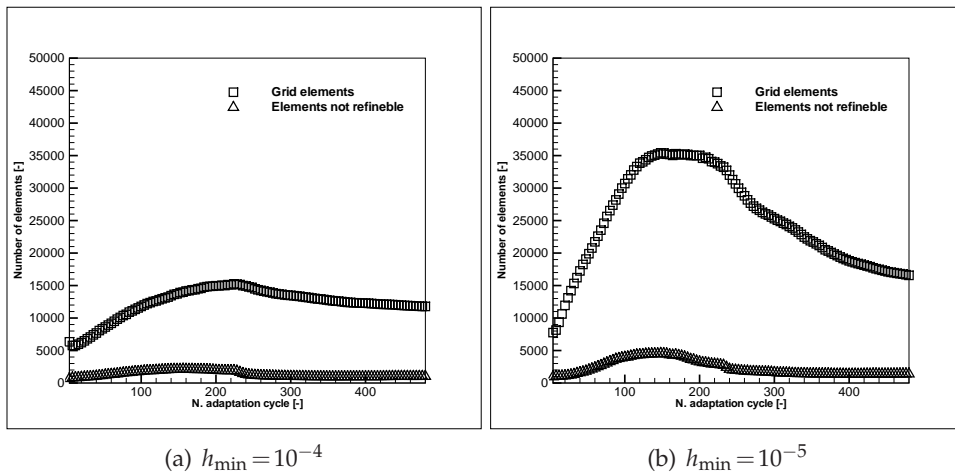 50000
45000
40000
35000
30000
25000
20000
15000
10000
5000
0
Number of elements [-]
Grid elements
Elements not refineble
100 200 300 400
N. adaptation cycle [-]
(a) h_min = 10^−4
50000
45000
40000
35000
30000
25000
20000
15000
10000
5000
0
Number of elements [-]
Grid elements
Elements not refineble
100 200 300 400
N. adaptation cycle [-]
(b) h_min = 10^−5